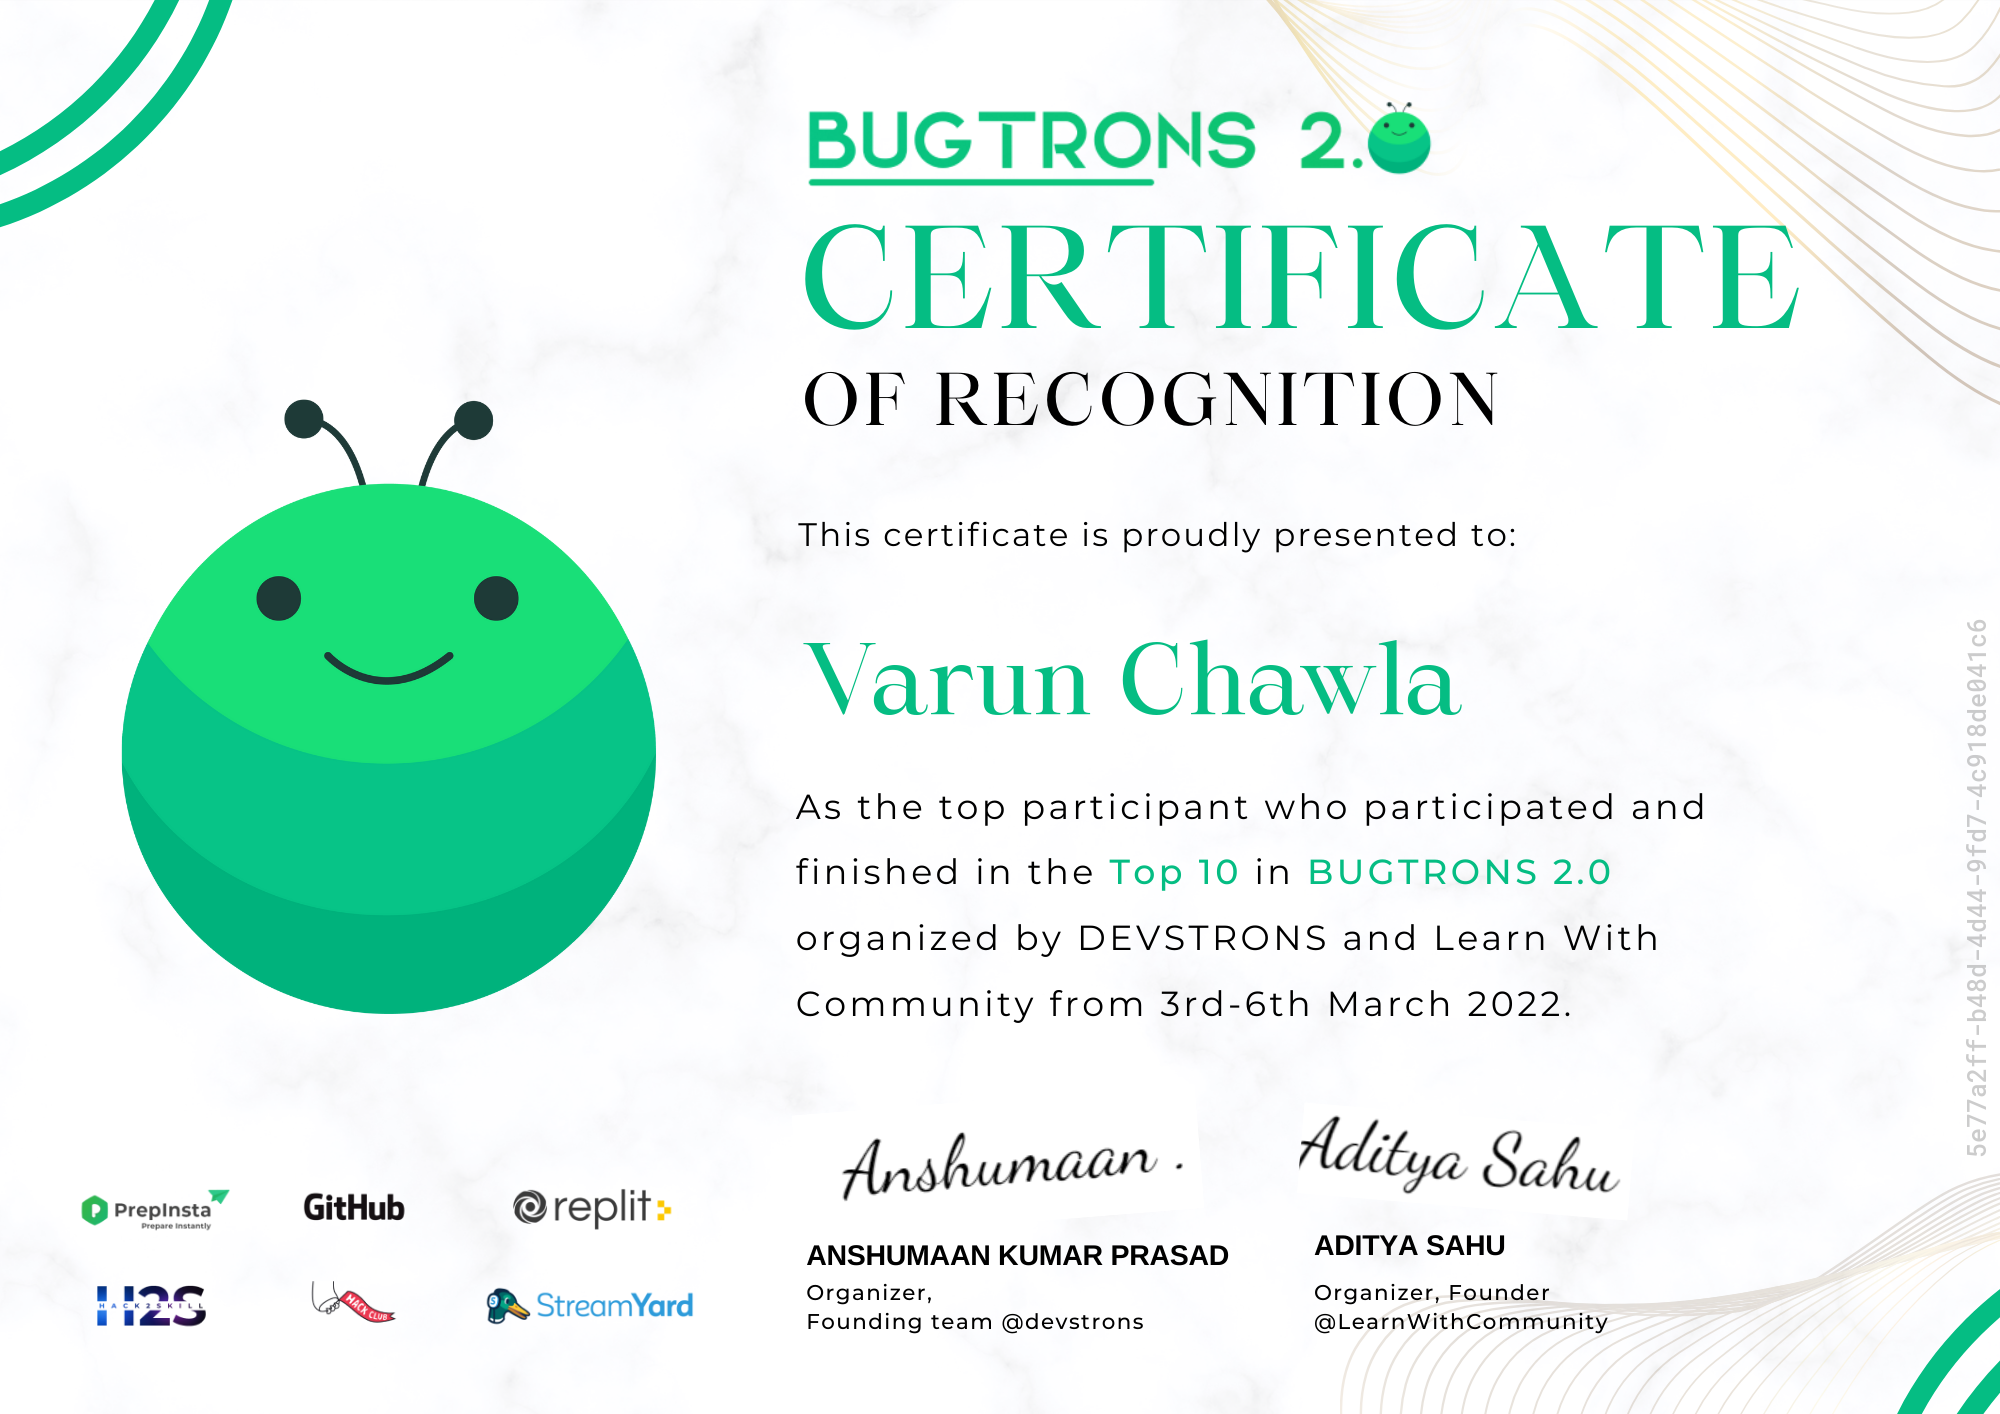 BUGTRONS 2.0
CERTIFICATE
OF RECOGNITION
This certificate is proudly presented to:
Varun Chawla
As the top participant who participated and
finished in the Top 10 in BUGTRONS 2.0
organized by DEVSTRONS and Learn With
Community from 3rd-6th March 2022.
Anshumaan .
Aditya Sahu
ANSHUMAAN KUMAR PRASAD
Organizer,
Founding team @devstrons
ADITYA SAHU
Organizer, Founder
@LearnWithCommunity
PrepInsta
Prepare Instantly
GitHub
replit
H2S
HACK2SKILL
HACK CLUB
StreamYard
5e77a2ff-b48d-4d44-9fd7-4c918de041c6